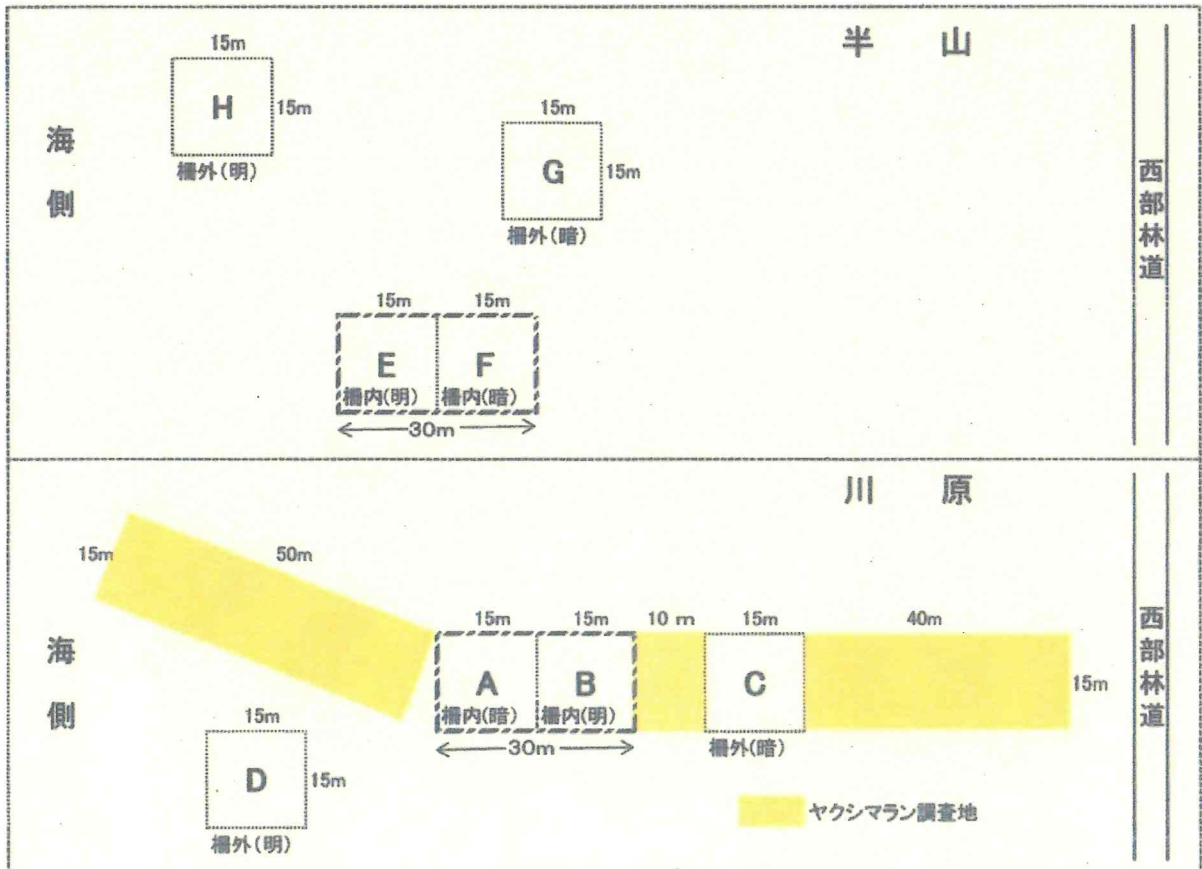 半 山
15m
H
15m
柵外(明)
15m
G
15m
柵外(暗)
海側
西部林道
15m
15m
E
F
柵内(明)
柵内(暗)
30m
川 原
15m
50m
海側
西部林道
15m
15m
10 m
15m
40m
A
B
C
15m
柵内(暗)
柵内(明)
30m
柵外(暗)
15m
D
15m
柵外(明)
ヤクシマラン調査地